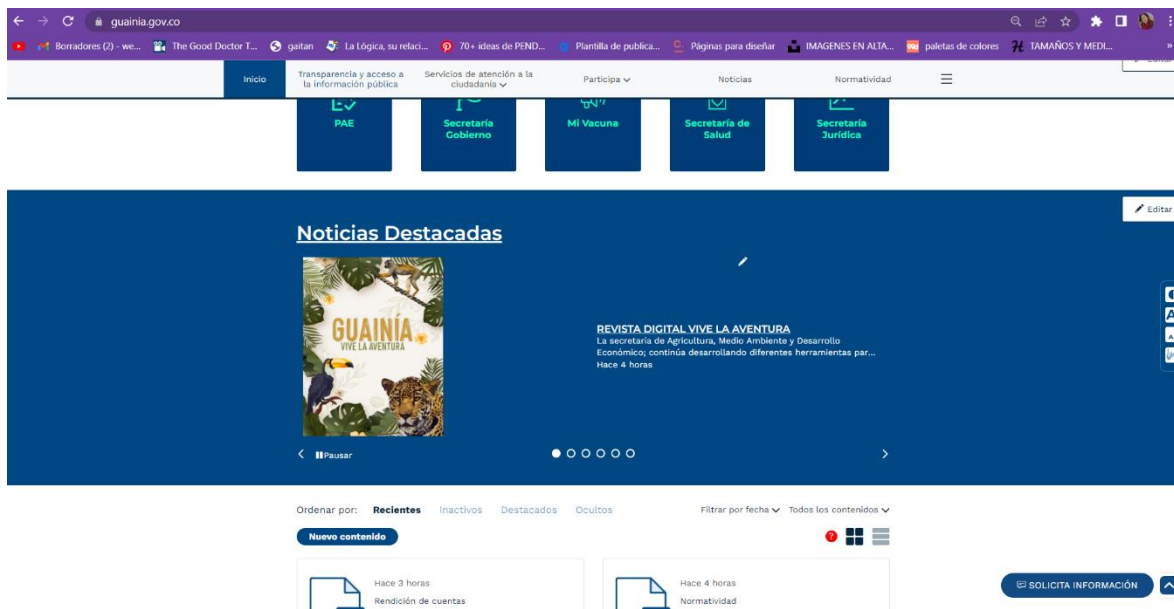 guainia.gov.co
Borradores (2) - we...
The Good Doctor T...
gaitan
La Lógica, su relaci...
70+ ideas de PEND...
Plantilla de publica...
Páginas para diseñar
IMAGENES EN ALTA...
paletas de colores
TAMAÑOS Y MEDI...
»
Inicio
Transparencia y acceso a
la información pública
Servicios de atención a la
ciudadanía
Participa
Noticias
Normatividad
PAE
Secretaría
Gobierno
Mi Vacuna
Secretaría de
Salud
Secretaría
Jurídica
Editar
Noticias Destacadas
GUAINÍA
VIVE LA AVENTURA
REVISTA DIGITAL VIVE LA AVENTURA
La secretaría de Agricultura, Medio Ambiente y Desarrollo
Económico; continúa desarrollando diferentes herramientas par...
Hace 4 horas
Pausar
Ordenar por: Recientes Inactivos Destacados Ocultos
Filtrar por fecha Todos los contenidos
Nuevo contenido
?
Hace 3 horas
Rendición de cuentas
Hace 4 horas
Normatividad
SOLICITA INFORMACIÓN